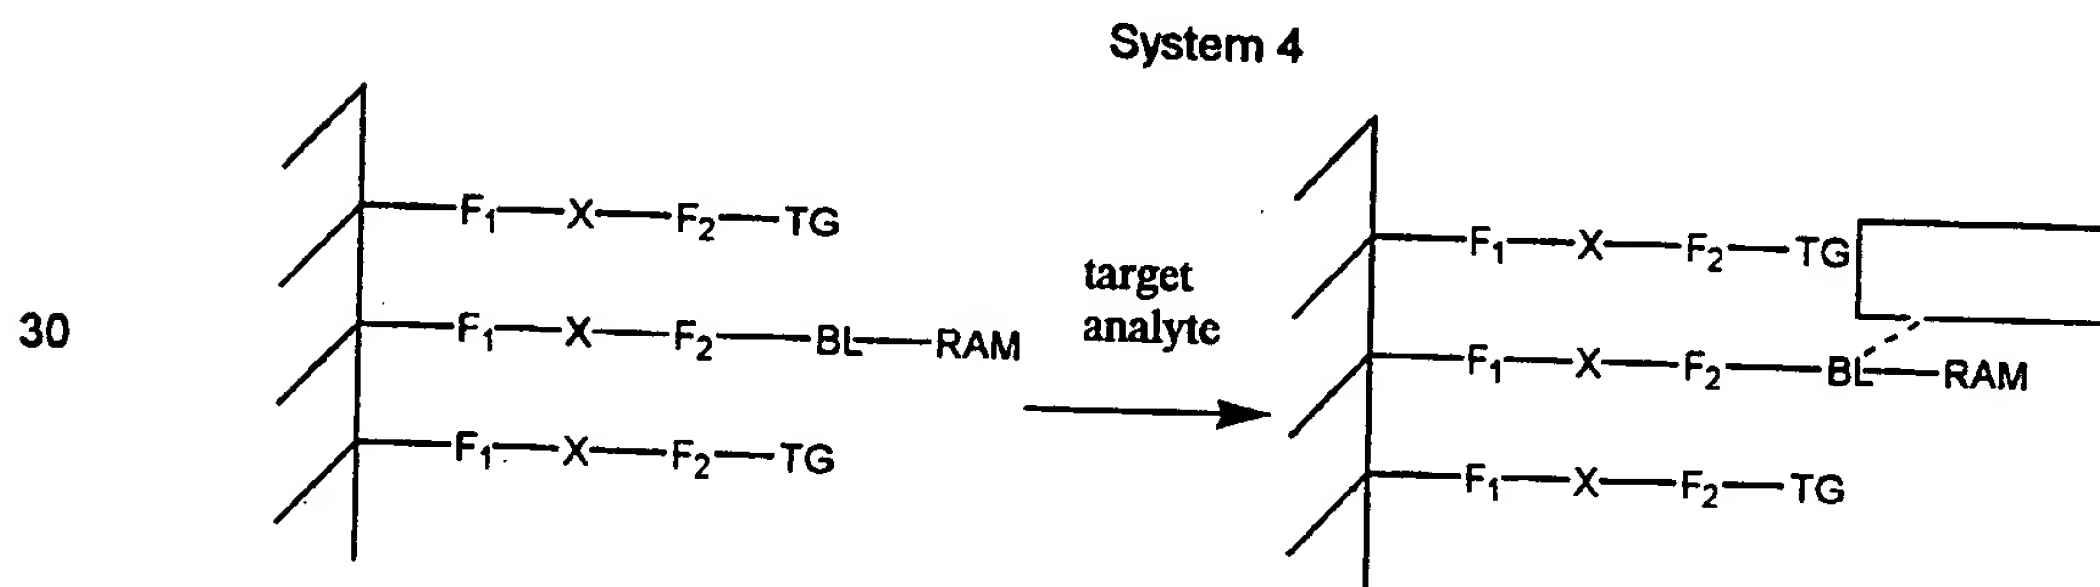 System 4
F₁—X—F₂—TG
30
F₁—X—F₂—BL—RAM
F₁—X—F₂—TG
target
analyte
F₁—X—F₂—TG
F₁—X—F₂—BL—RAM
F₁—X—F₂—TG